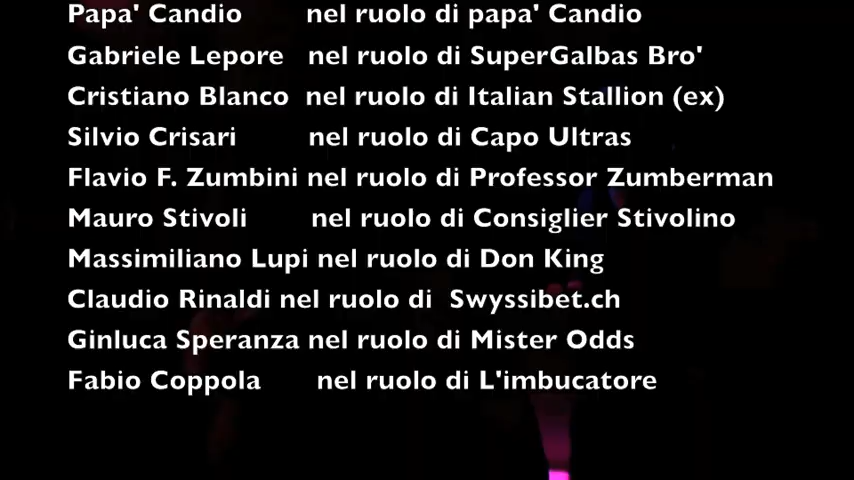 Papa' Candio nel ruolo di papa' Candio
Gabriele Lepore nel ruolo di SuperGalbas Bro'
Cristiano Blanco nel ruolo di Italian Stallion (ex)
Silvio Crisari nel ruolo di Capo Ultras
Flavio F. Zumbini nel ruolo di Professor Zumberman
Mauro Stivoli nel ruolo di Consiglier Stivolino
Massimiliano Lupi nel ruolo di Don King
Claudio Rinaldi nel ruolo di Swyssibet.ch
Ginluca Speranza nel ruolo di Mister Odds
Fabio Coppola nel ruolo di L'imbucatore